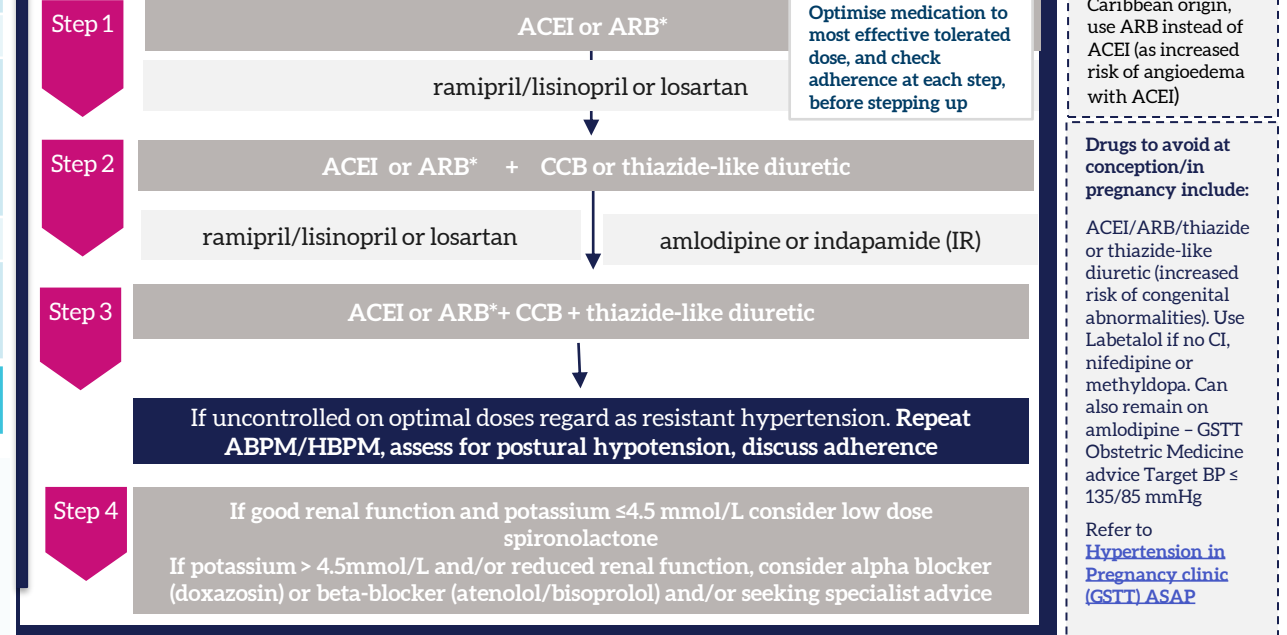 Step 1
ACEI or ARB*
Optimise medication to
most effective tolerated
dose, and check
adherence at each step,
before stepping up
ramipril/lisinopril or losartan
Step 2
ACEI or ARB* + CCB or thiazide-like diuretic
ramipril/lisinopril or losartan
amlodipine or indapamide (IR)
Step 3
ACEI or ARB*+ CCB + thiazide-like diuretic
If uncontrolled on optimal doses regard as resistant hypertension. Repeat
ABPM/HBPM, assess for postural hypotension, discuss adherence
Step 4
If good renal function and potassium ≤4.5 mmol/L consider low dose
spironolactone
If potassium > 4.5mmol/L and/or reduced renal function, consider alpha blocker
(doxazosin) or beta-blocker (atenolol/bisoprolol) and/or seeking specialist advice
Caribbean origin,
use ARB instead of
ACEI (as increased
risk of angioedema
with ACEI)
Drugs to avoid at
conception/in
pregnancy include:
ACEI/ARB/thiazide
or thiazide-like
diuretic (increased
risk of congenital
abnormalities). Use
Labetalol if no CI,
nifedipine or
methyldopa. Can
also remain on
amlodipine – GSTT
Obstetric Medicine
advice Target BP ≤
135/85 mmHg
Refer to
Hypertension in
Pregnancy clinic
(GSTT) ASAP